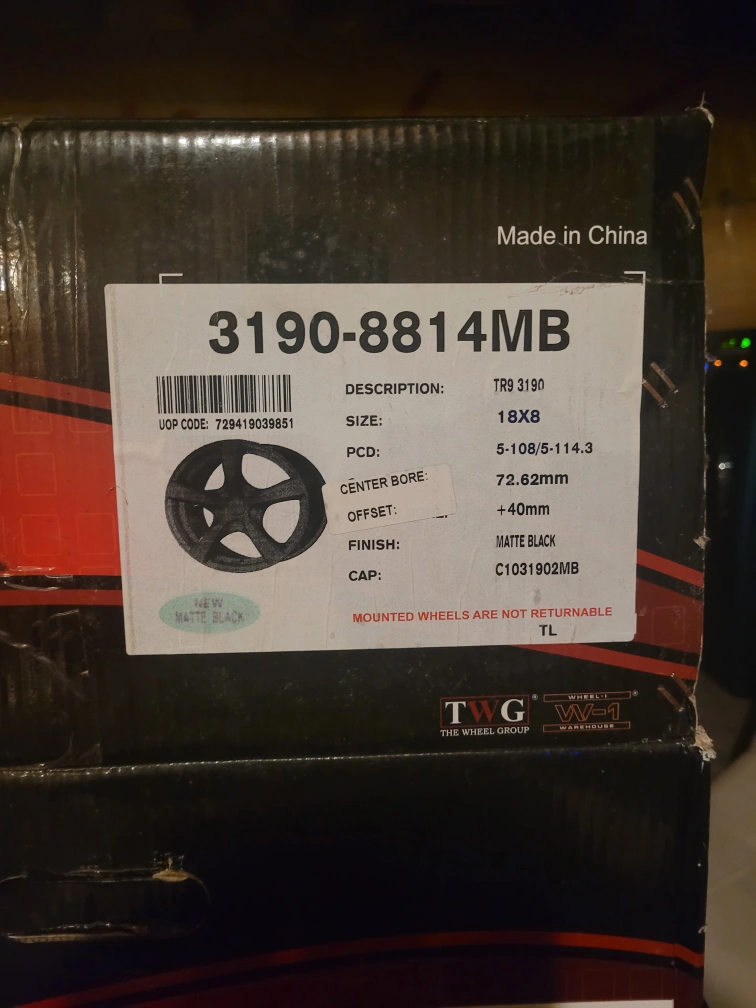 Made in China
3190-8814MB
UOP CODE: 729419039851
DESCRIPTION: TR9 3190
SIZE: 18X8
PCD: 5-108/5-114.3
CENTER BORE: 72.62mm
OFFSET: +40mm
FINISH: MATTE BLACK
CAP: C1031902MB
NEW
MATTE BLACK
MOUNTED WHEELS ARE NOT RETURNABLE
TL
TWG®
THE WHEEL GROUP
WHEEL-1®
W-1
WAREHOUSE